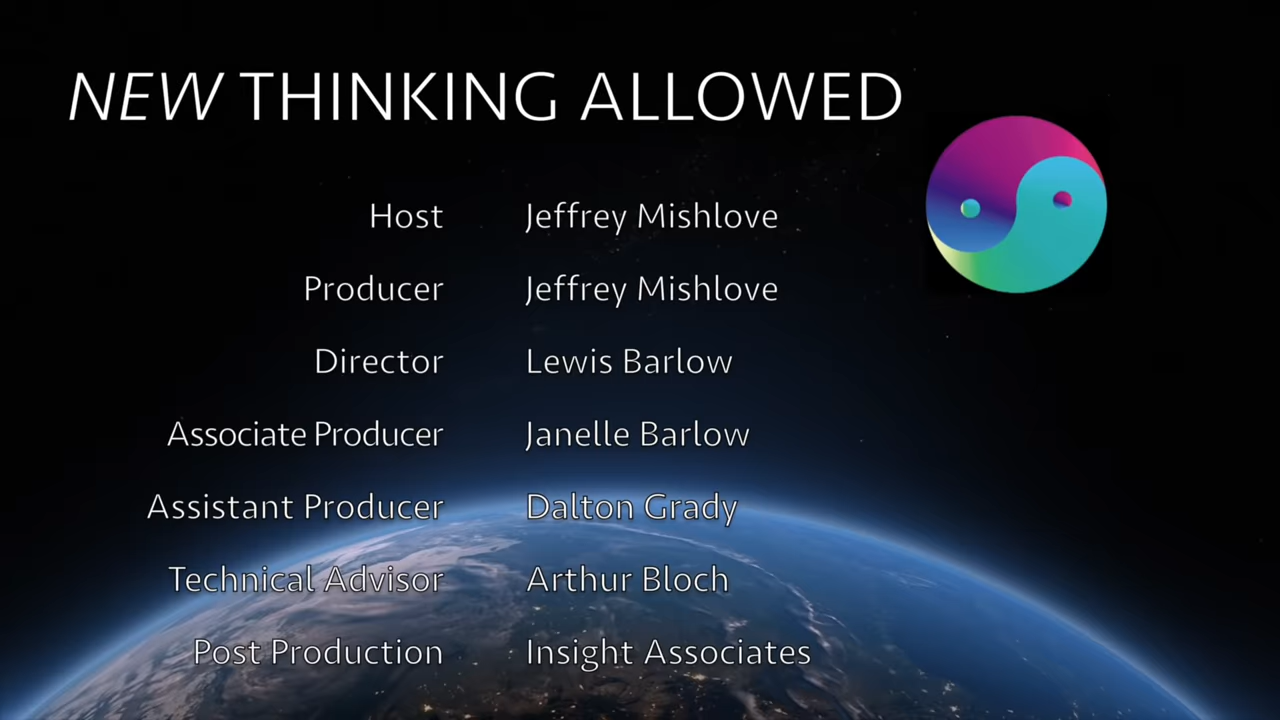 NEW THINKING ALLOWED
Host Jeffrey Mishlove
Producer Jeffrey Mishlove
Director Lewis Barlow
Associate Producer Janelle Barlow
Assistant Producer Dalton Grady
Technical Advisor Arthur Bloch
Post Production Insight Associates